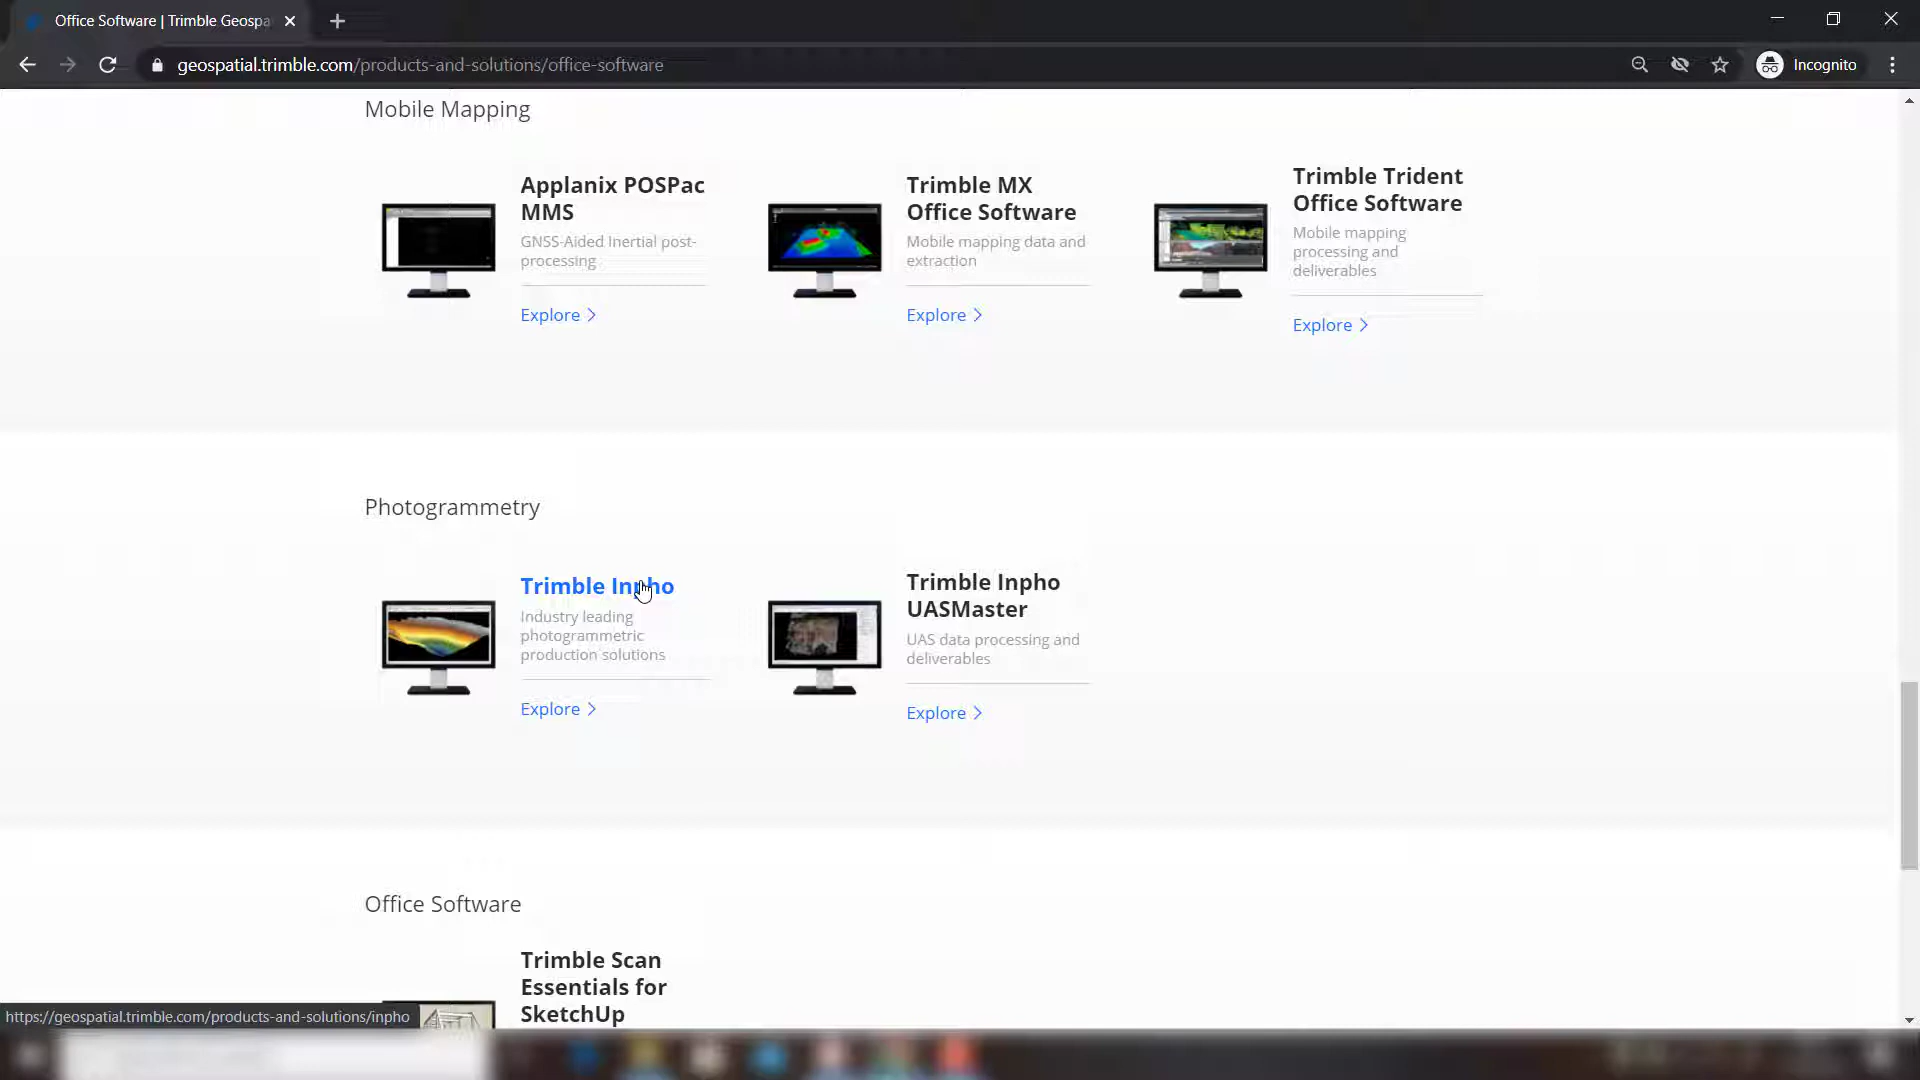 Office Software | Trimble Geospa
geospatial.trimble.com/products-and-solutions/office-software
Incognito
Mobile Mapping
Applanix POSPac
MMS
GNSS-Aided Inertial post-
processing
Explore
Trimble MX
Office Software
Mobile mapping data and
extraction
Explore
Trimble Trident
Office Software
Mobile mapping
processing and
deliverables
Explore
Photogrammetry
Trimble Inpho
Industry leading
photogrammetric
production solutions
Explore
Trimble Inpho
UASMaster
UAS data processing and
deliverables
Explore
Office Software
Trimble Scan
Essentials for
SketchUp
https://geospatial.trimble.com/products-and-solutions/inpho